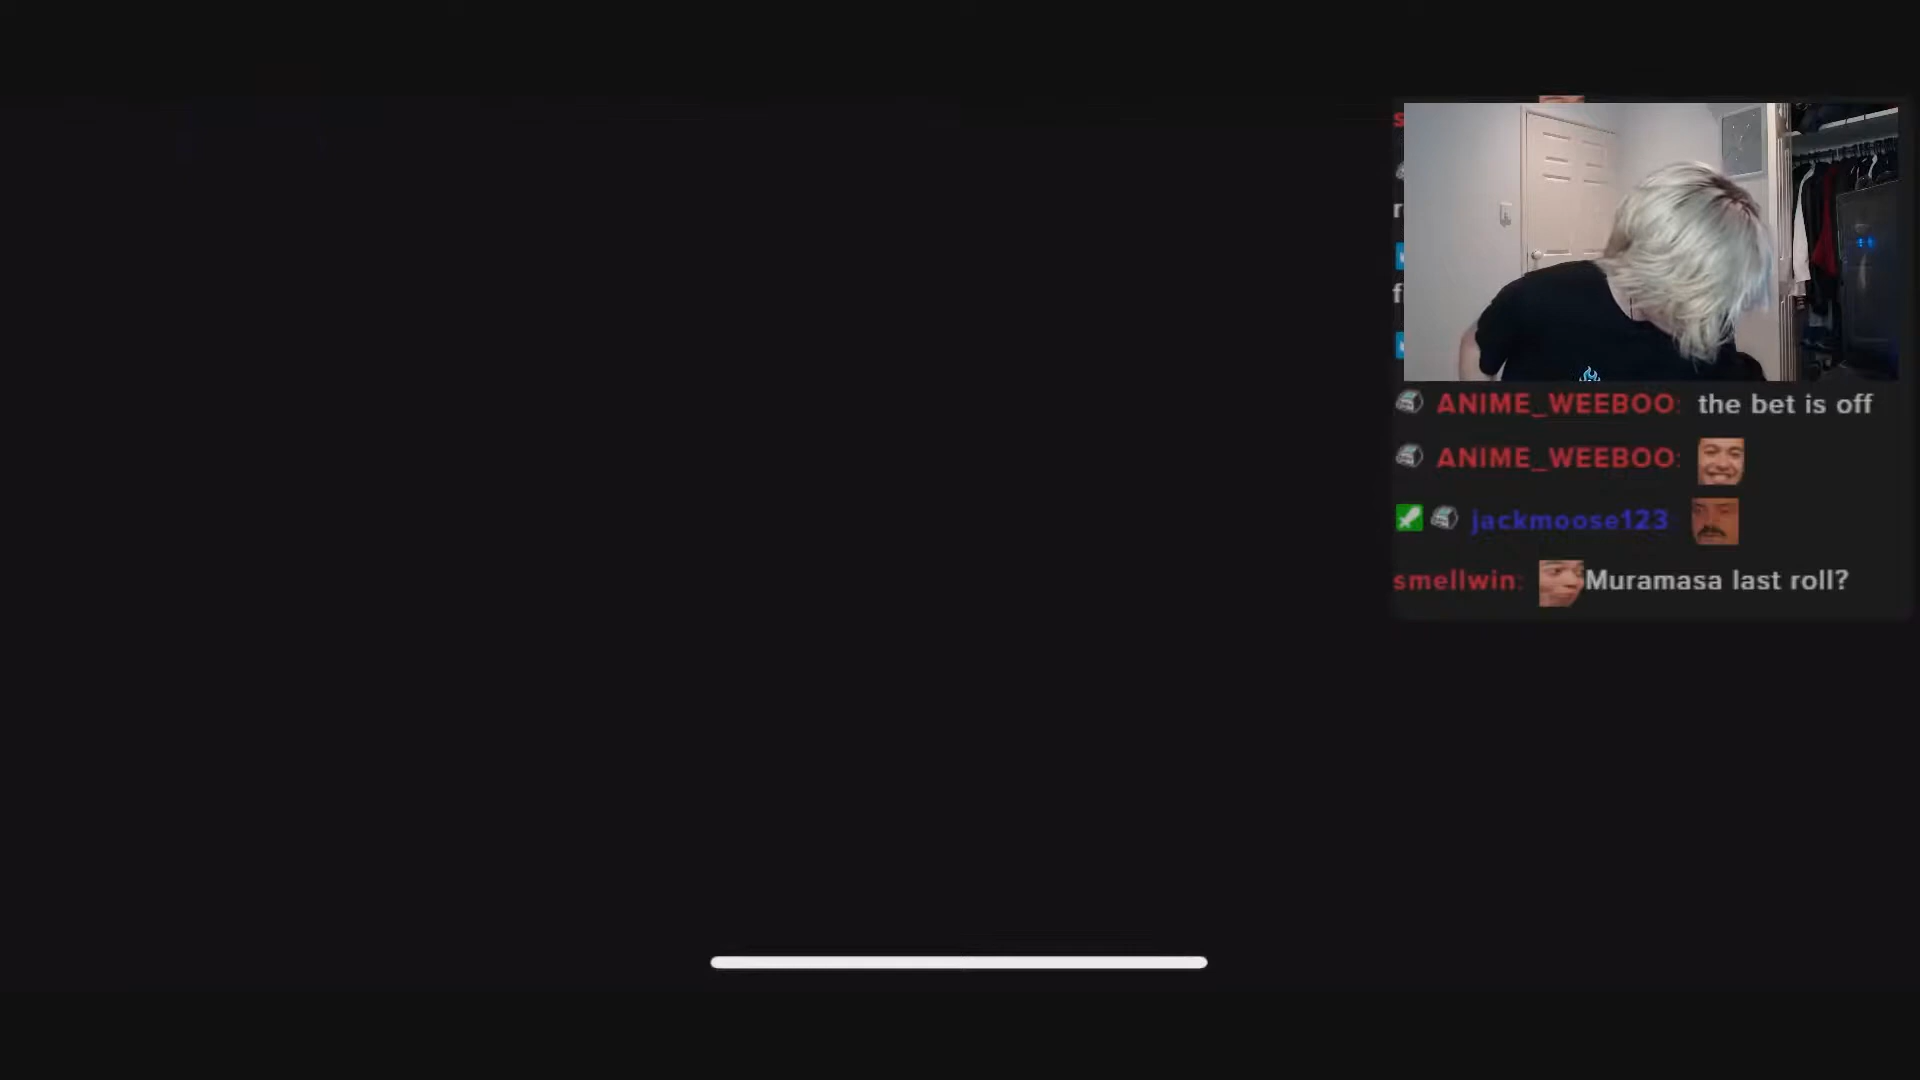 ANIME_WEEBOO: the bet is off
ANIME_WEEBOO:
jackmoose123
smellwin: Muramasa last roll?